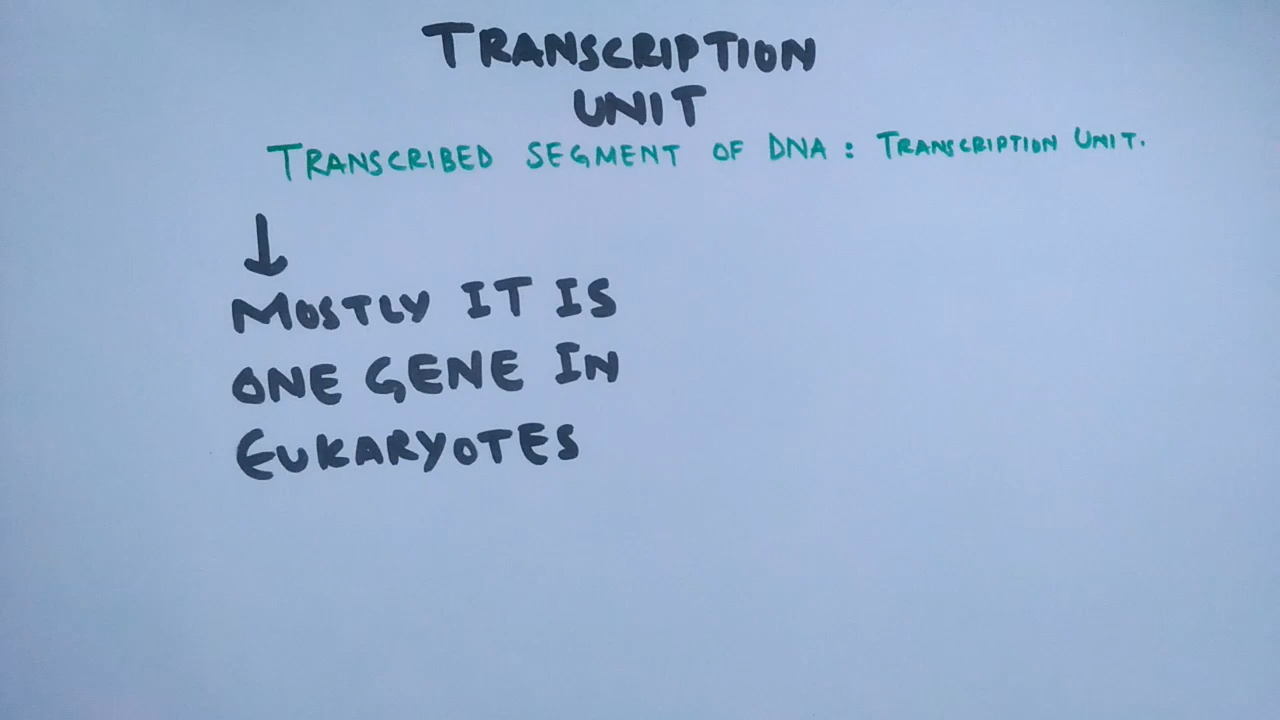 TRANSCRIPTION
UNIT
TRANSCRIBED SEGMENT OF DNA : TRANSCRIPTION UNIT.
↓
MOSTLY IT IS
ONE GENE IN
EUKARYOTES